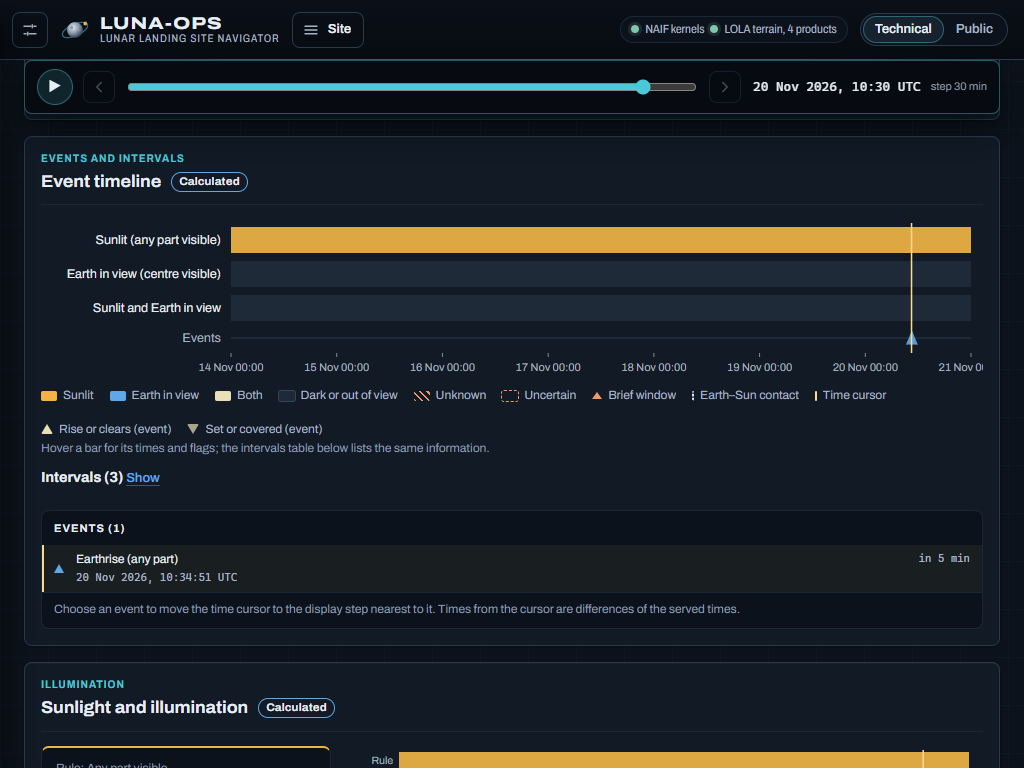 LUNA-OPS
LUNAR LANDING SITE NAVIGATOR
Site
NAIF kernels LOLA terrain, 4 products
Technical Public
20 Nov 2026, 10:30 UTC step 30 min
EVENTS AND INTERVALS
Event timeline Calculated
Sunlit (any part visible)
Earth in view (centre visible)
Sunlit and Earth in view
Events
14 Nov 00:00 15 Nov 00:00 16 Nov 00:00 17 Nov 00:00 18 Nov 00:00 19 Nov 00:00 20 Nov 00:00 21 Nov 0
Sunlit Earth in view Both Dark or out of view Unknown Uncertain Brief window Earth–Sun contact Time cursor
Rise or clears (event) Set or covered (event)
Hover a bar for its times and flags; the intervals table below lists the same information.
Intervals (3) Show
EVENTS (1)
Earthrise (any part) in 5 min
20 Nov 2026, 10:34:51 UTC
Choose an event to move the time cursor to the display step nearest to it. Times from the cursor are differences of the served times.
ILLUMINATION
Sunlight and illumination Calculated
Rule
Rule: Any part visible